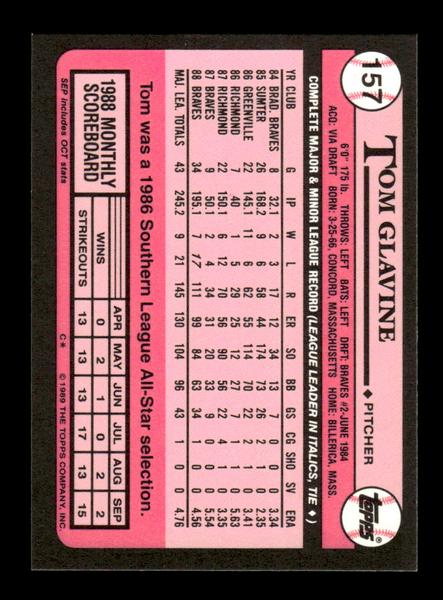 157
TOM GLAVINE ♦ PITCHER
TOPPS®
6'0" 175 lb. THROWS: LEFT BATS: LEFT DRFT: BRAVES #2-JUNE 1984
ACQ: VIA DRAFT BORN: 3-25-66, CONCORD, MASSACHUSETTS HOME: BILLERICA, MASS.
COMPLETE MAJOR & MINOR LEAGUE RECORD (LEAGUE LEADER IN ITALICS, TIE ♦)
YR CLUB G IP W L R ER SO BB GS CG SHO SV ERA
84 BRAD. BRAVES 8 32.1 2 3 17 12 34 13 7 0 0 0 3.34
85 SUMTER 26 168.2 9 6 58 44 174 73 26 2 1 0 2.35
86 GREENVILLE 22 145.1 11 6 62 55 114 70 22 2 1 0 3.41
86 RICHMOND 7 40 1 5 29 25 12 27 7 1 1 0 5.63
87 RICHMOND 22 150.1 6 12 70 56 91 56 22 4 1 0 3.35
87 BRAVES 9 50.1 2 4 34 31 20 33 9 0 0 0 5.54
88 BRAVES 34 195.1 7 17 111 99 84 63 34 1 0 0 4.56
MAJ. LEA. TOTALS 43 245.2 9 21 145 130 104 96 43 1 0 0 4.76
Tom was a 1986 Southern League All-Star selection.
1988 MONTHLY SCOREBOARD
SEP includes OCT stats
APR MAY JUN JUL AUG SEP
WINS 0 2 1 0 2 2
STRIKEOUTS 13 13 13 17 13 15
C* © 1989 THE TOPPS COMPANY, INC.